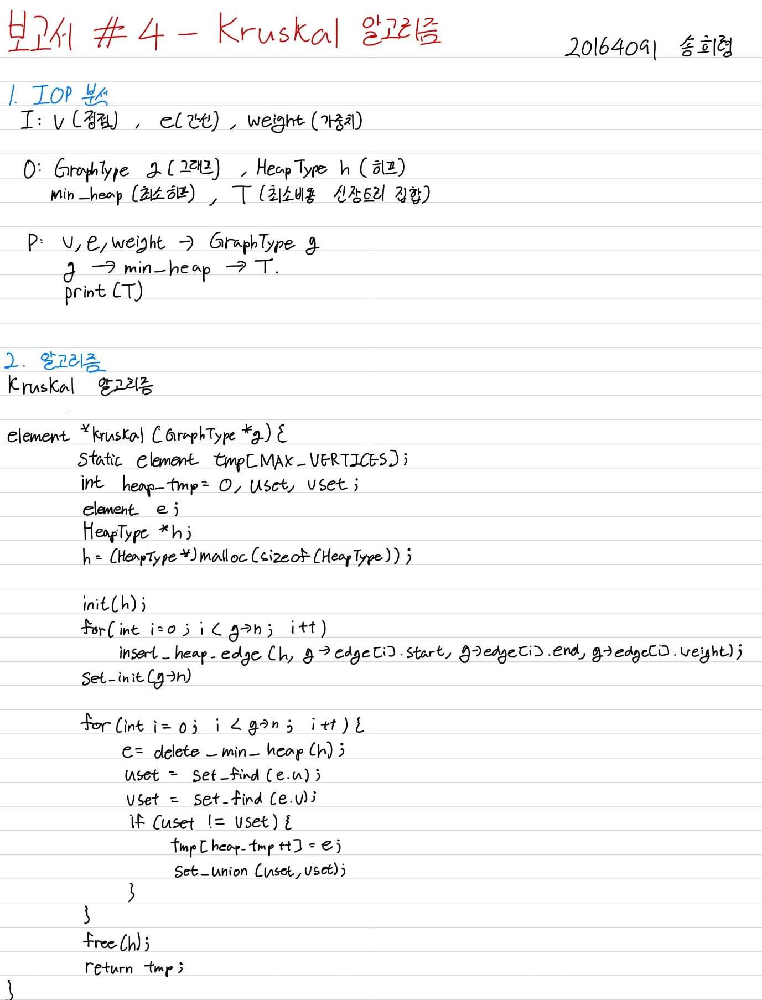 보고서 # 4 - Kruskal 알고리즘
20164091 송희령
1. IOP 분석
I: v (정점) , e(간선) , weight (가중치)
O: GraphType g (그래프) , HeapType h (히프)
min_heap (최소히프) , T (최소비용 신장트리 집합)
P: v, e, weight → GraphType g
g → min_heap → T.
print (T)
2. 알고리즘
Kruskal 알고리즘
element *kruskal (GraphType *g) {
static element tmp[MAX_VERTICES];
int heap_tmp = 0, uset, vset ;
element e ;
HeapType *h ;
h = (HeapType *)malloc (sizeof (HeapType)) ;
init(h) ;
for( int i=0 ; i < g→n ; i++)
insert_heap_edge (h, g→edge[i].start, g→edge[i].end, g→edge[i].weight) ;
set_init (g→n)
for (int i = 0 ; i < g→n ; i++ ) {
e = delete_min_heap (h) ;
uset = set_find (e.u) ;
vset = set_find (e.v) ;
if (uset != vset) {
tmp [heap_tmp++] = e ;
set_union (uset, vset) ;
}
}
free (h) ;
return tmp ;
}